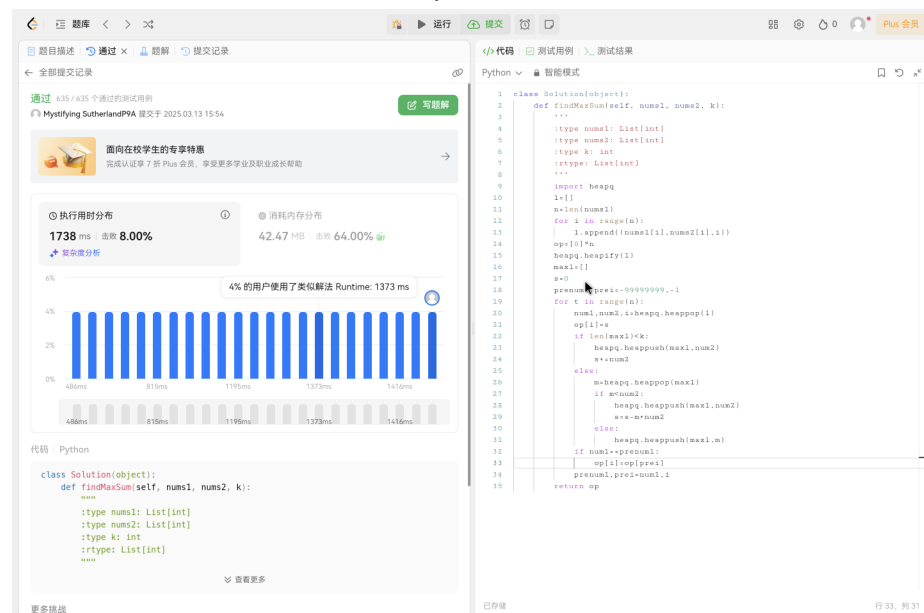 题库
运行
提交
0
Plus 会员
题目描述
通过
题解
提交记录
全部提交记录
通过 635 / 635 个通过的测试用例
Mystifying SutherlandP9A 提交于 2025.03.13 15:54
写题解
面向在校学生的专享特惠
完成认证享 7 折 Plus 会员、享受更多学业及职业成长帮助
执行用时分布
1738 ms 击败 8.00%
复杂度分析
消耗内存分布
42.47 MB 击败 64.00%
4% 的用户使用了类似解法 Runtime: 1373 ms
6%
4%
2%
0%
486ms 815ms 1195ms 1373ms 1416ms
486ms 815ms 1195ms 1373ms 1416ms
代码 Python
class Solution(object):
def findMaxSum(self, nums1, nums2, k):
"""
:type nums1: List[int]
:type nums2: List[int]
:type k: int
:rtype: List[int]
"""
查看更多
更多挑战
</> 代码
测试用例
>_ 测试结果
Python
智能模式
1 class Solution(object):
2 def findMaxSum(self, nums1, nums2, k):
3 '''
4 :type nums1: List[int]
5 :type nums2: List[int]
6 :type k: int
7 :rtype: List[int]
8 '''
9 import heapq
10 l=[]
11 n=len(nums1)
12 for i in range(n):
13 l.append((nums1[i],nums2[i],i))
14 op=[0]*n
15 heapq.heapify(l)
16 maxl=[]
17 s=0
18 prenum,prei=-99999999,-1
19 for t in range(n):
20 num1,num2,i=heapq.heappop(l)
21 op[i]=s
22 if len(maxl)<k:
23 heapq.heappush(maxl,num2)
24 s+=num2
25 else:
26 m=heapq.heappop(maxl)
27 if m<num2:
28 heapq.heappush(maxl,num2)
29 s=s-m+num2
30 else:
31 heapq.heappush(maxl,m)
32 if num1==prenum:
33 op[i]=op[prei]
34 prenum,prei=num1,i
35 return op
已存储
行 33, 列 31